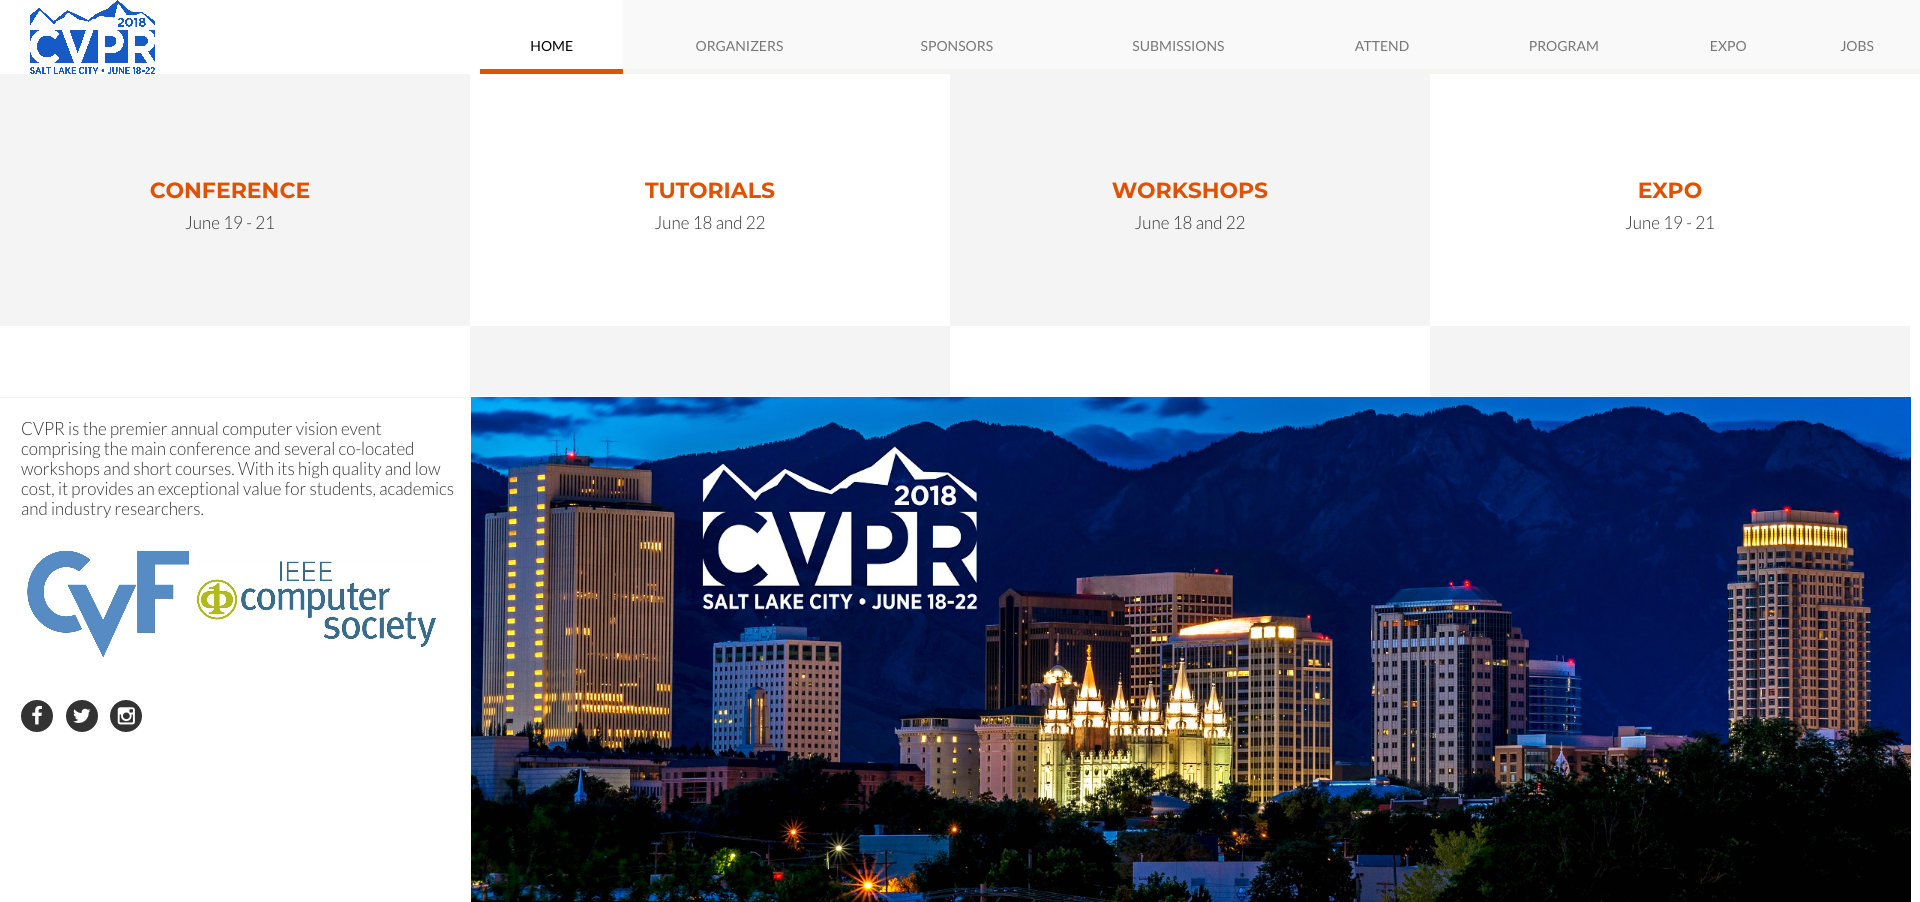 2018
CVPR
SALT LAKE CITY • JUNE 18-22
HOME
ORGANIZERS
SPONSORS
SUBMISSIONS
ATTEND
PROGRAM
EXPO
JOBS
CONFERENCE
June 19 - 21
TUTORIALS
June 18 and 22
WORKSHOPS
June 18 and 22
EXPO
June 19 - 21
CVPR is the premier annual computer vision event
comprising the main conference and several co-located
workshops and short courses. With its high quality and low
cost, it provides an exceptional value for students, academics
and industry researchers.
CVF
IEEE
computer
society
2018
CVPR
SALT LAKE CITY • JUNE 18-22